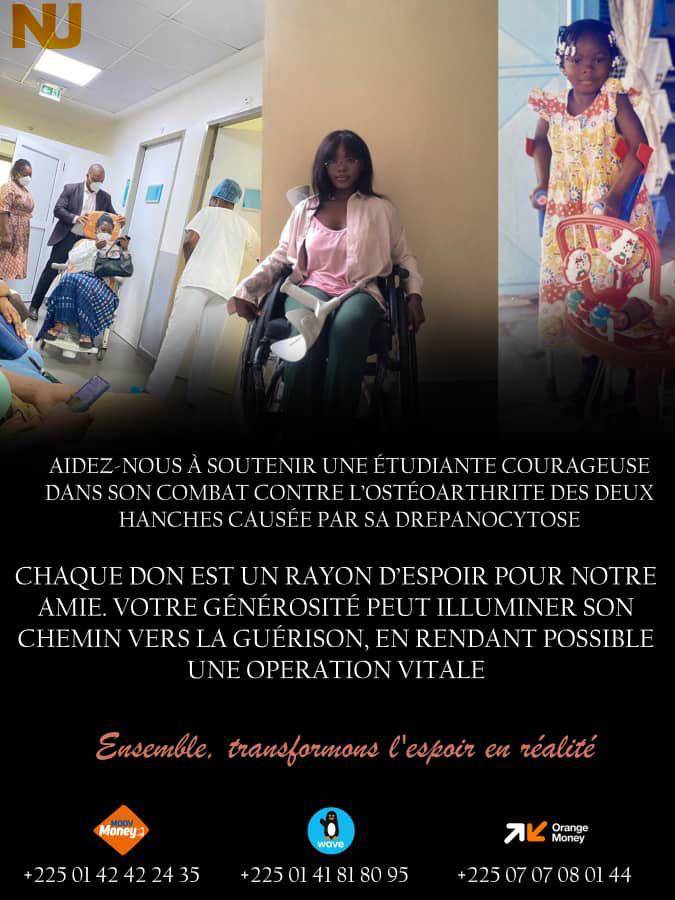 NU
AIDEZ-NOUS À SOUTENIR UNE ÉTUDIANTE COURAGEUSE
DANS SON COMBAT CONTRE L'OSTÉOARTHRITE DES DEUX
HANCHES CAUSÉE PAR SA DREPANOCYTOSE
CHAQUE DON EST UN RAYON D'ESPOIR POUR NOTRE
AMIE. VOTRE GÉNÉROSITÉ PEUT ILLUMINER SON
CHEMIN VERS LA GUÉRISON, EN RENDANT POSSIBLE
UNE OPERATION VITALE
Ensemble, transformons l'espoir en réalité
MOOV
Money
wave
Orange
Money
+225 01 42 42 24 35
+225 01 41 81 80 95
+225 07 07 08 01 44